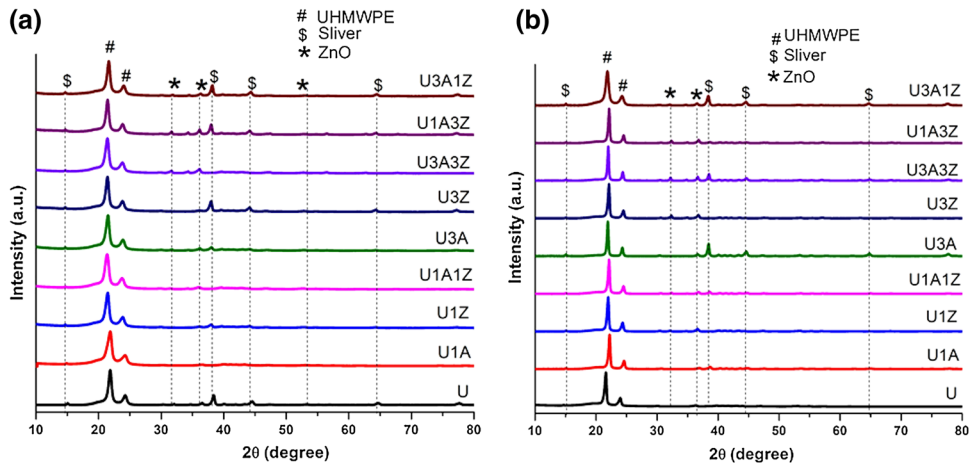 (a)
# UHMWPE
$ Sliver
* ZnO
#
#
$
*
*
$
$
*
$
U3A1Z
U1A3Z
U3A3Z
U3Z
U3A
U1A1Z
U1Z
U1A
U
Intensity (a.u.)
10 20 30 40 50 60 70 80
2θ (degree)
(b)
# UHMWPE
$ Sliver
* ZnO
#
#
$
*
*
$
$
$
U3A1Z
U1A3Z
U3A3Z
U3Z
U3A
U1A1Z
U1Z
U1A
U
Intensity (a.u.)
10 20 30 40 50 60 70 80
2θ (degree)